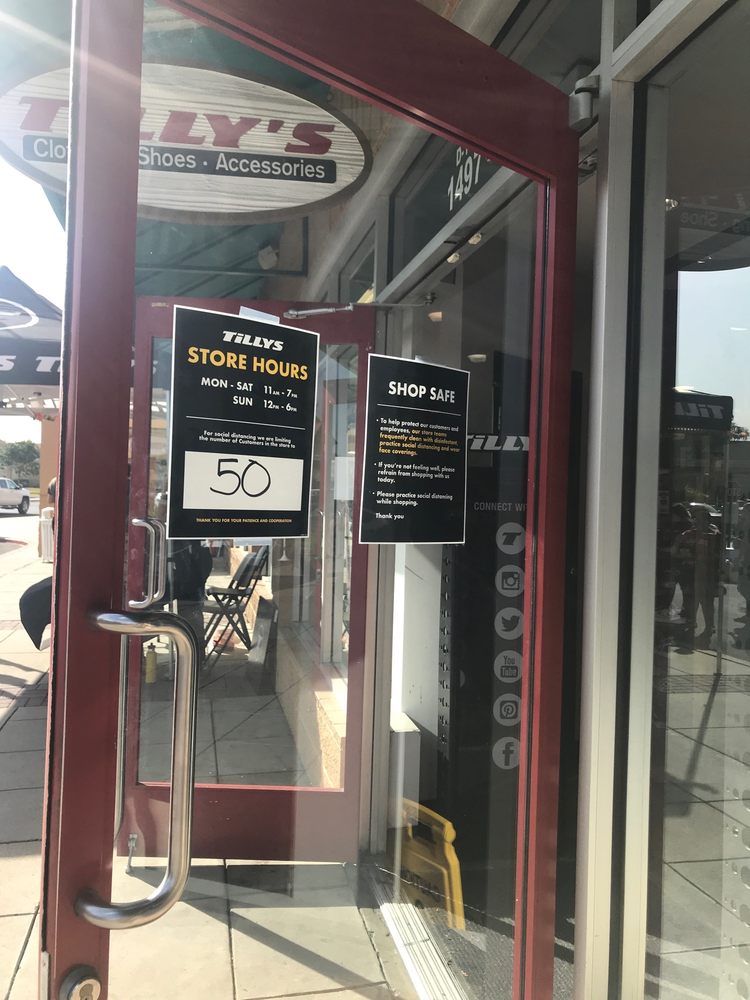 TILLY'S
Shoes · Accessories
1497
TILLYS
STORE HOURS
MON - SAT 11AM - 7PM
SUN 12PM - 6PM
For social distancing we are limiting
the number of Customers in the store to
50
THANK YOU FOR YOUR PATIENCE AND COOPERATION
SHOP SAFE
• To help protect our customers and
employees, our store teams
frequently clean with disinfectant,
practice social distancing and wear
face coverings.
• If you're not feeling well, please
refrain from shopping with us
today.
• Please practice social distancing
while shopping.
Thank you
TILLY
CONNECT WI
You
Tube